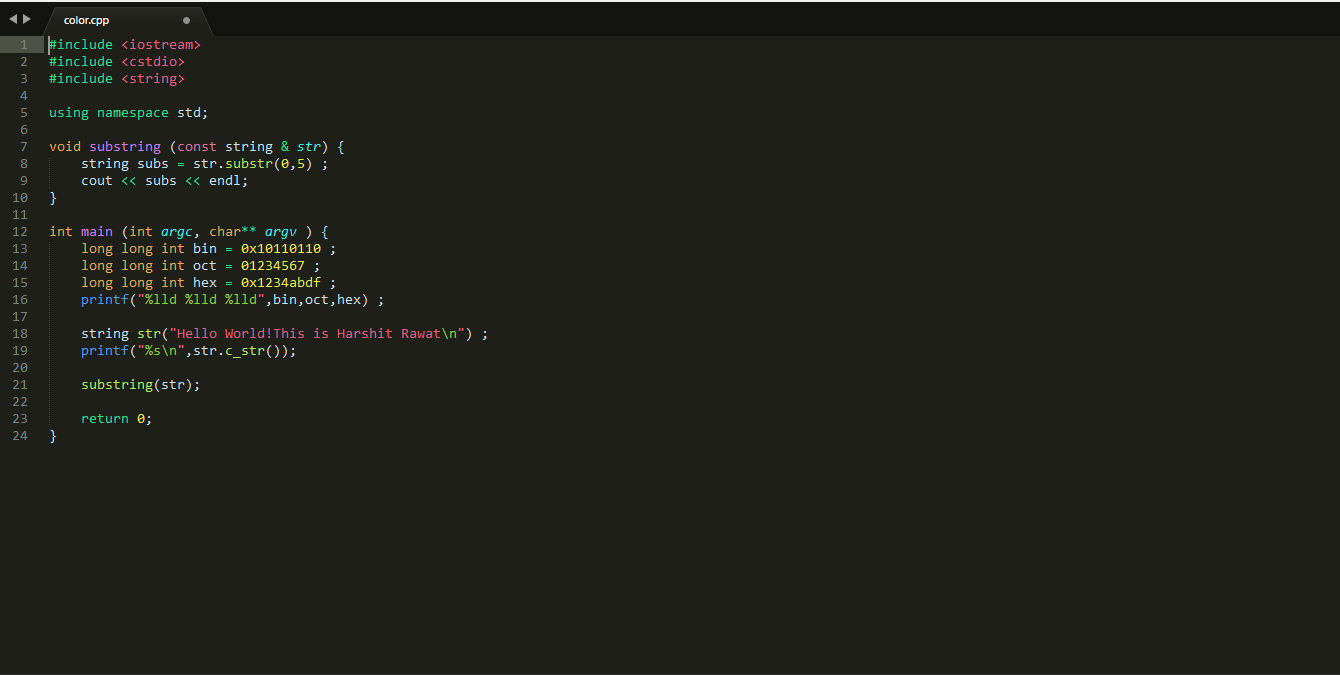 color.cpp
1 #include <iostream>
2 #include <cstdio>
3 #include <string>
4
5 using namespace std;
6
7 void substring (const string & str) {
8     string subs = str.substr(0,5) ;
9     cout << subs << endl;
10 }
11
12 int main (int argc, char** argv ) {
13     long long int bin = 0x10110110 ;
14     long long int oct = 01234567 ;
15     long long int hex = 0x1234abdf ;
16     printf("%lld %lld %lld",bin,oct,hex) ;
17
18     string str("Hello World!This is Harshit Rawat\n") ;
19     printf("%s\n",str.c_str());
20
21     substring(str);
22
23     return 0;
24 }